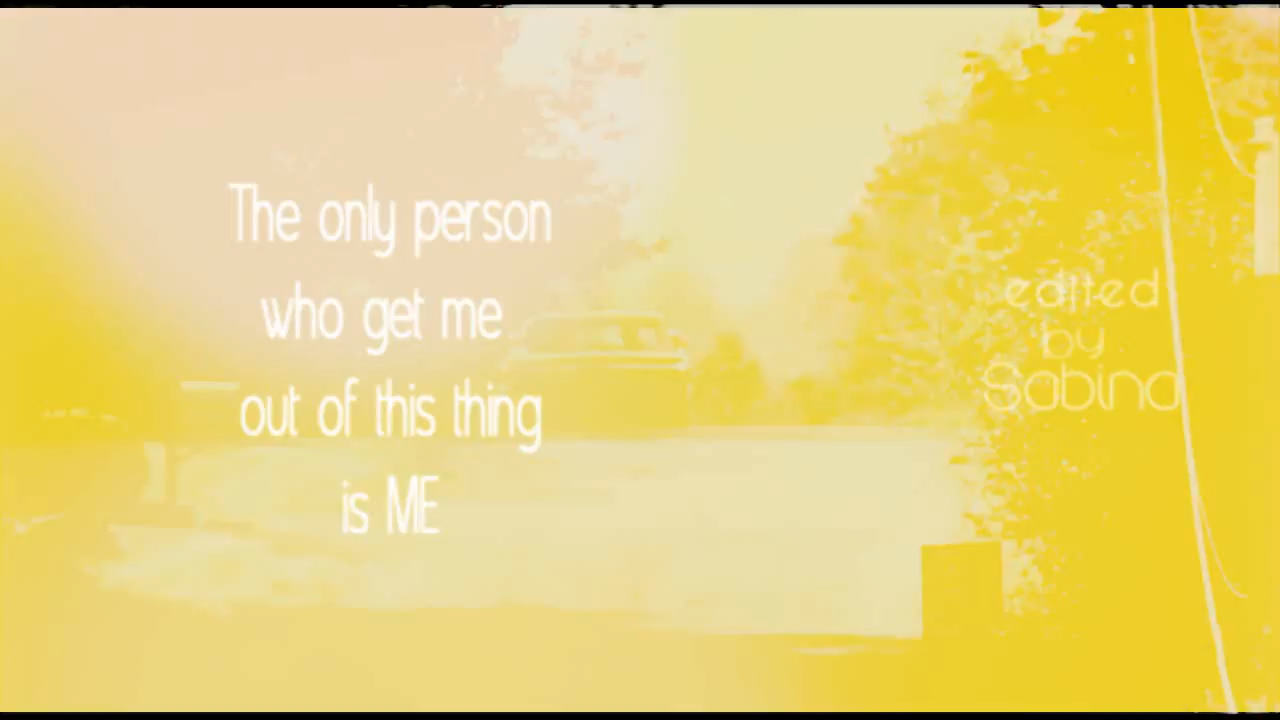 The only person
who get me
out of this thing
is ME
edited
by
Sabina